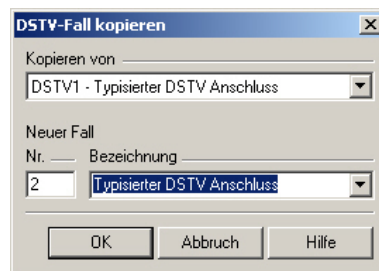 DSTV-Fall kopieren
Kopieren von
DSTV1 - Typisierter DSTV Anschluss
Neuer Fall
Nr. Bezeichnung
2 Typisierter DSTV Anschluss
OK Abbruch Hilfe